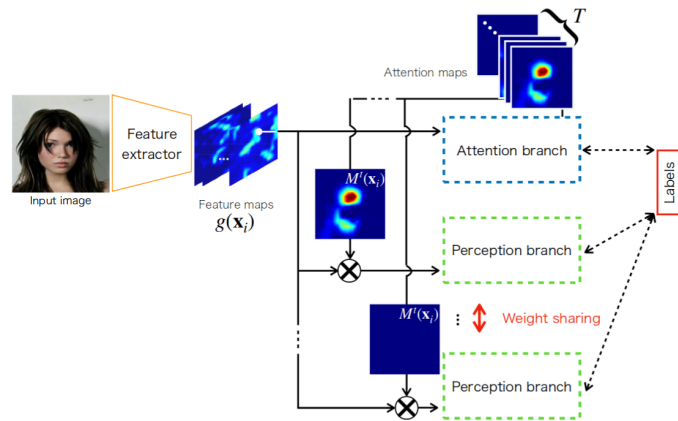 T
Attention maps
Feature
extractor
Attention branch
Input image
Feature maps
g(𝐱ᵢ)
Mᵗ(𝐱ᵢ)
Labels
Perception branch
Mᵗ(𝐱ᵢ)
Weight sharing
Perception branch